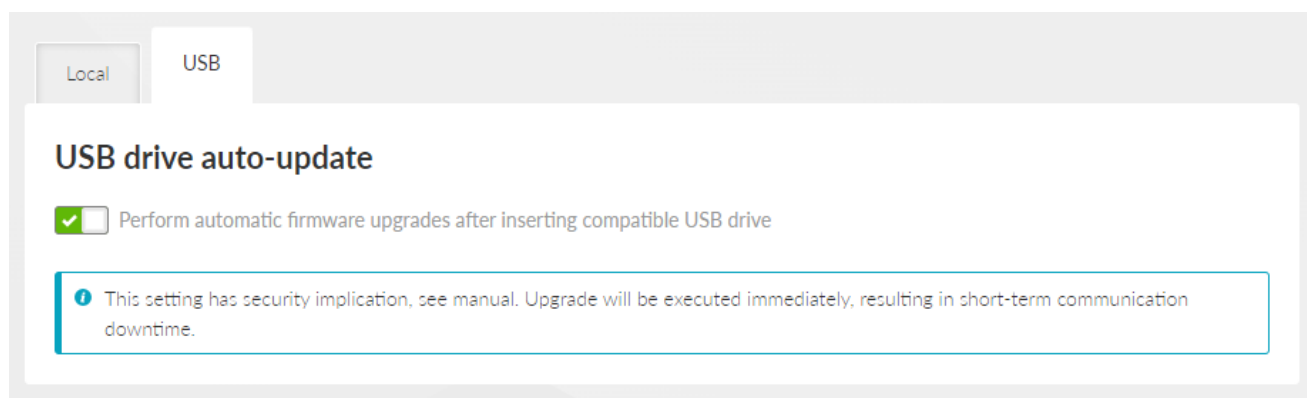 Local
USB
USB drive auto-update
Perform automatic firmware upgrades after inserting compatible USB drive
This setting has security implication, see manual. Upgrade will be executed immediately, resulting in short-term communication
downtime.